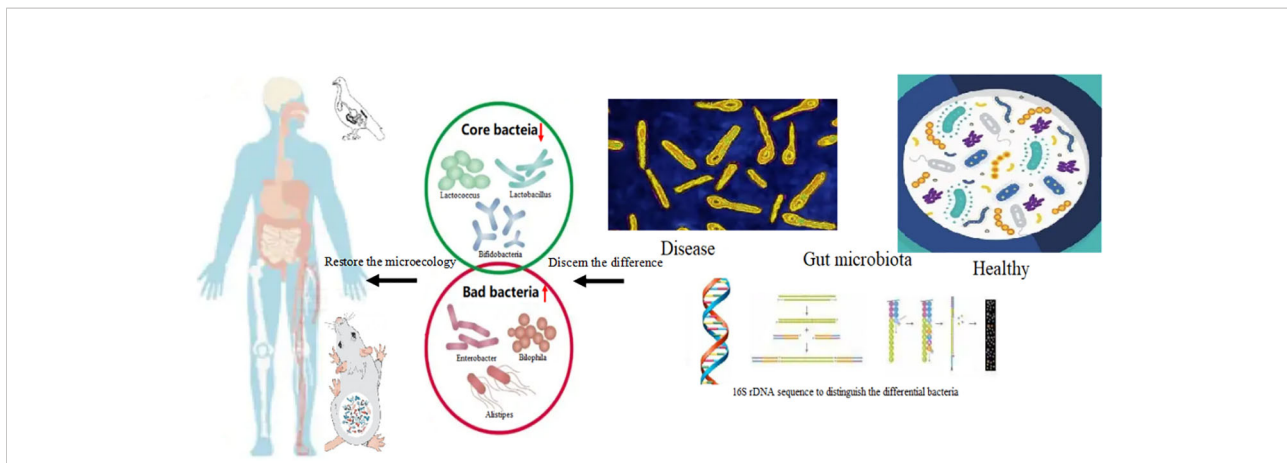 Core bacteia
Lactococcus
Lactobacillus
Bifidobacteria
Restore the microecology
Discem the difference
Disease
Gut microbiota
Healthy
Bad bacteria
Enterobacter
Bilophila
Alistipes
16S rDNA sequence to distinguish the differential bacteria